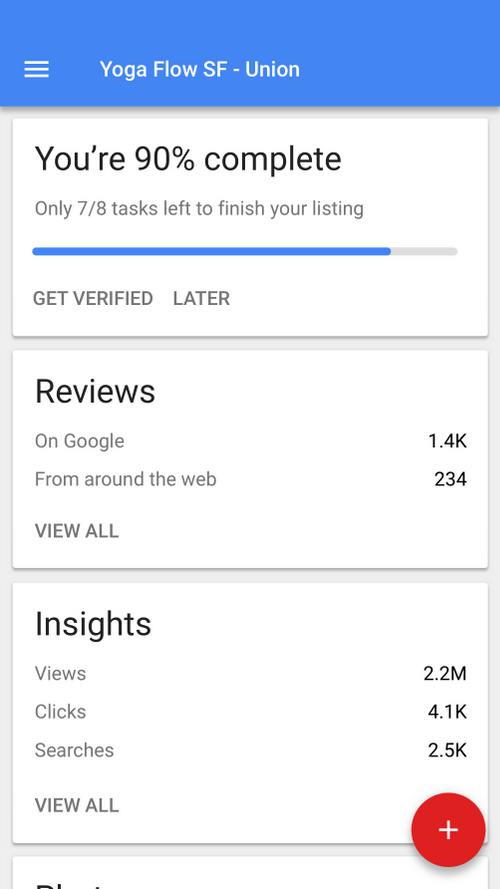 Yoga Flow SF - Union
You’re 90% complete
Only 7/8 tasks left to finish your listing
GET VERIFIED LATER
Reviews
On Google 1.4K
From around the web 234
VIEW ALL
Insights
Views 2.2M
Clicks 4.1K
Searches 2.5K
VIEW ALL